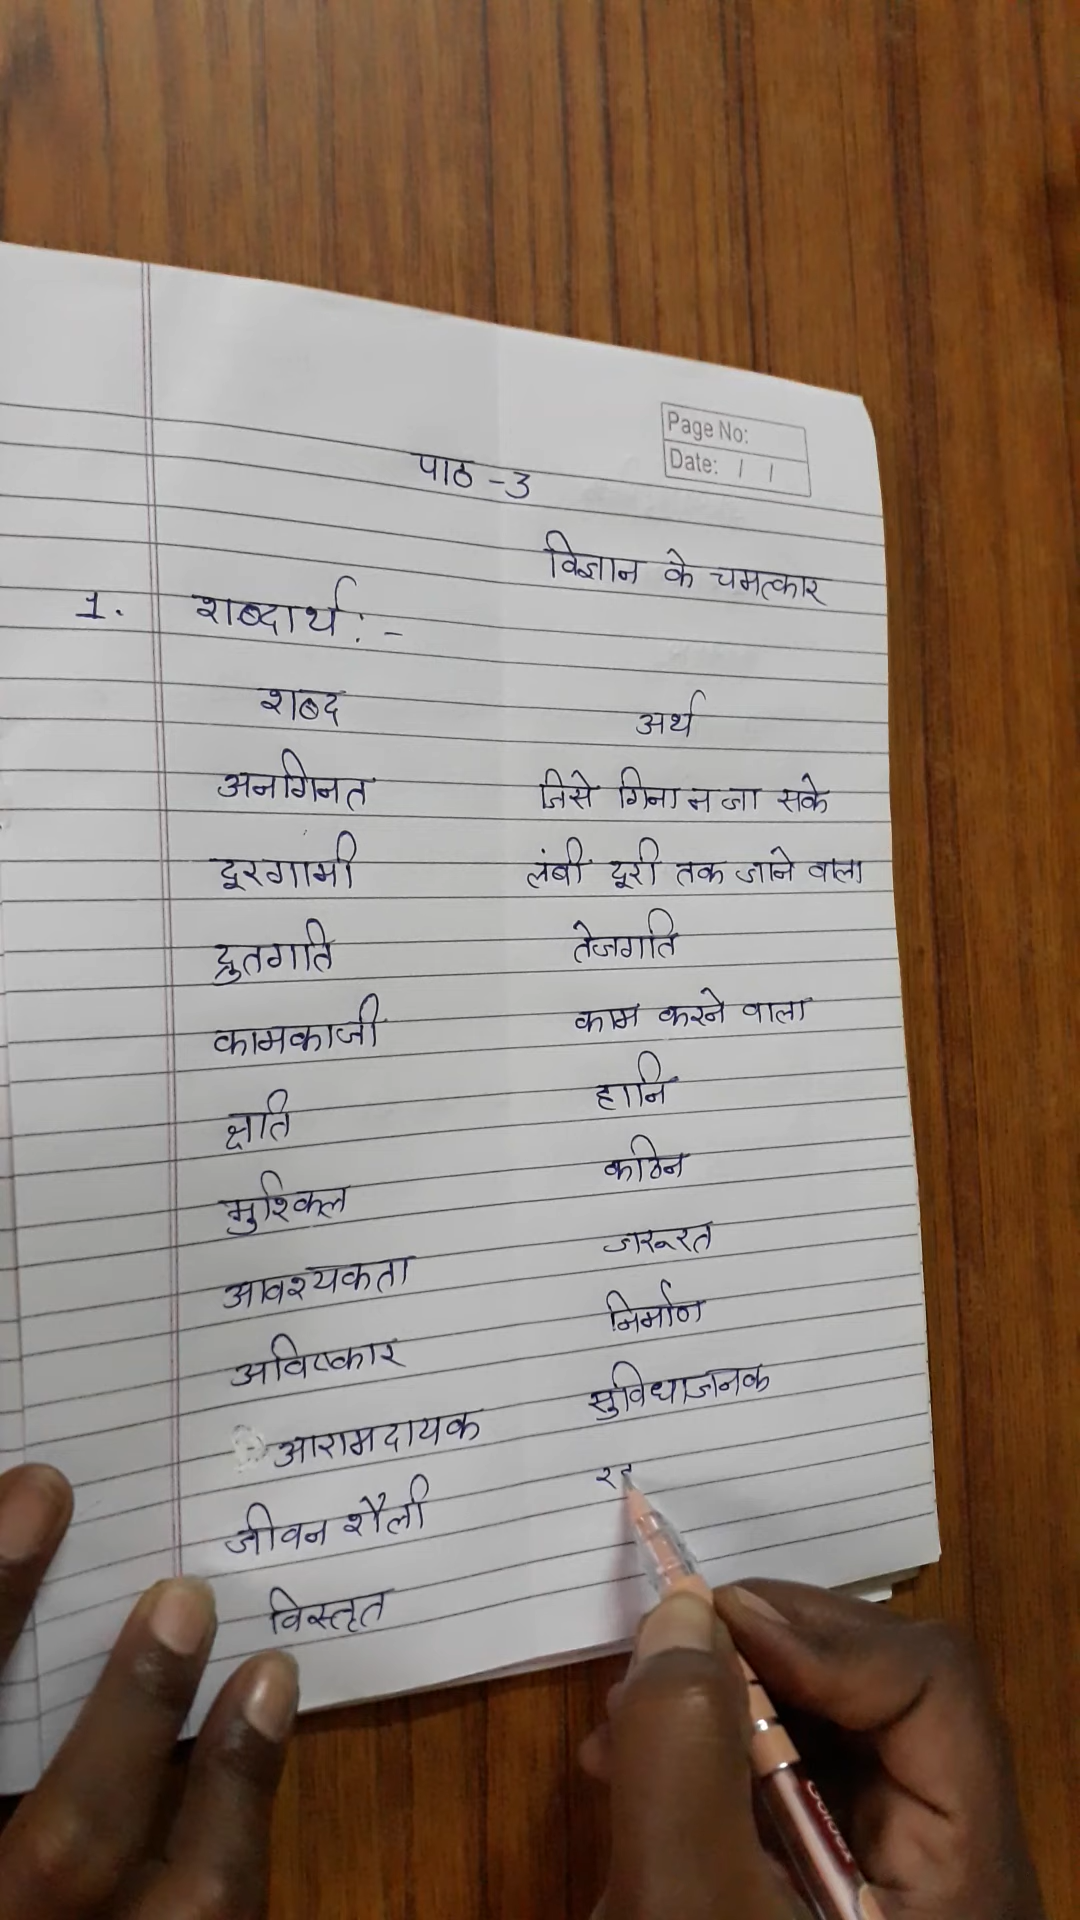 Page No:
Date: / /
पाठ -3
विज्ञान के चमत्कार
1. शब्दार्थ :-
शब्द अर्थ
अनगिनत जिसे गिना न जा सके
दूरगामी लंबी दूरी तक जाने वाला
द्रुतगति तेजगति
कामकाजी काम करने वाला
क्षति हानि
मुश्किल कठिन
आवश्यकता जरूरत
अविष्कार निर्माण
आरामदायक सुविधाजनक
जीवन शैली
विस्तृत